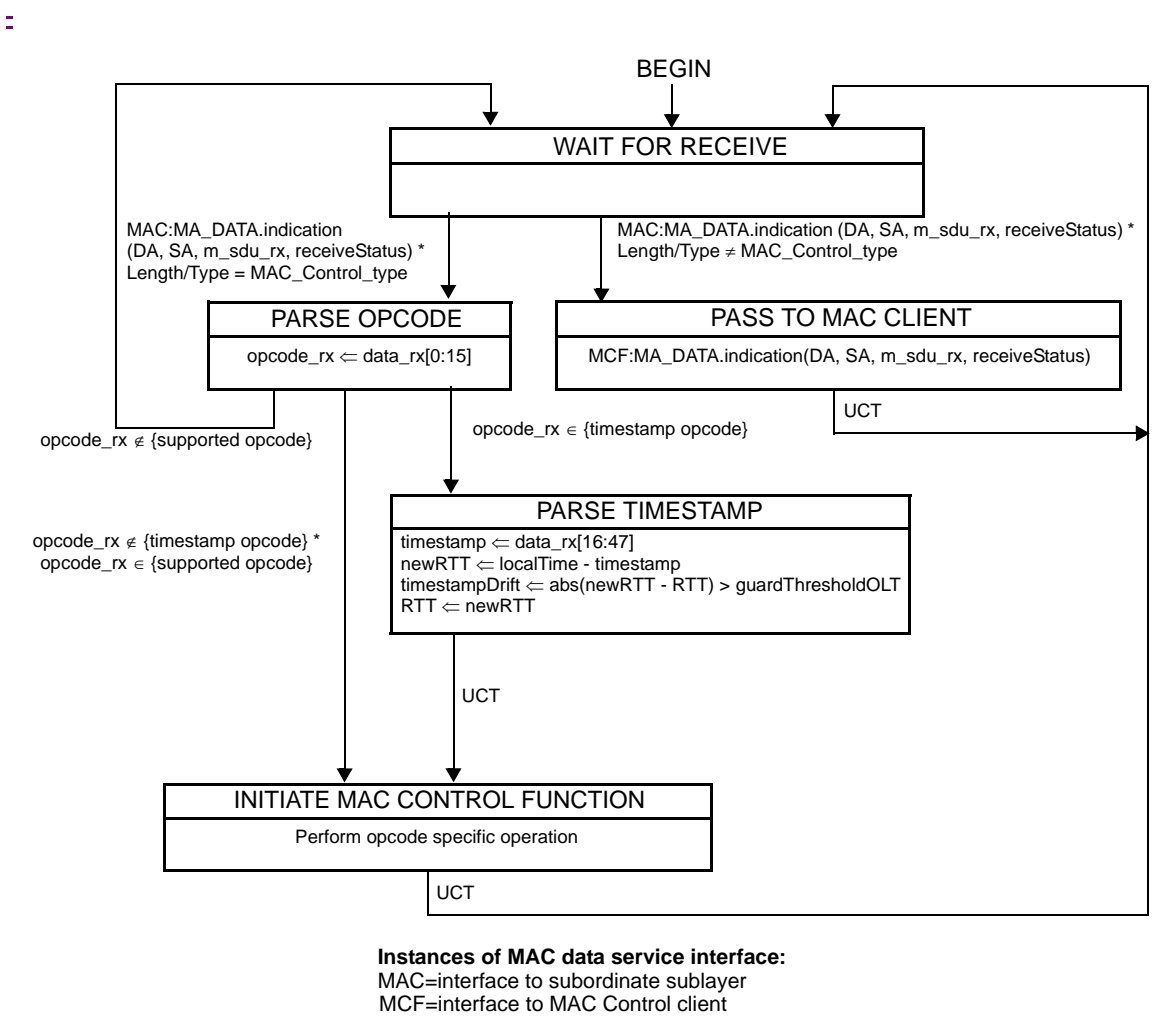 BEGIN
WAIT FOR RECEIVE
MAC:MA_DATA.indication
(DA, SA, m_sdu_rx, receiveStatus) *
Length/Type = MAC_Control_type
MAC:MA_DATA.indication (DA, SA, m_sdu_rx, receiveStatus) *
Length/Type ≠ MAC_Control_type
PARSE OPCODE
opcode_rx ⇐ data_rx[0:15]
PASS TO MAC CLIENT
MCF:MA_DATA.indication(DA, SA, m_sdu_rx, receiveStatus)
UCT
opcode_rx ∉ {supported opcode}
opcode_rx ∈ {timestamp opcode}
opcode_rx ∉ {timestamp opcode} *
opcode_rx ∈ {supported opcode}
PARSE TIMESTAMP
timestamp ⇐ data_rx[16:47]
newRTT ⇐ localTime - timestamp
timestampDrift ⇐ abs(newRTT - RTT) > guardThresholdOLT
RTT ⇐ newRTT
UCT
INITIATE MAC CONTROL FUNCTION
Perform opcode specific operation
UCT
Instances of MAC data service interface:
MAC=interface to subordinate sublayer
MCF=interface to MAC Control client